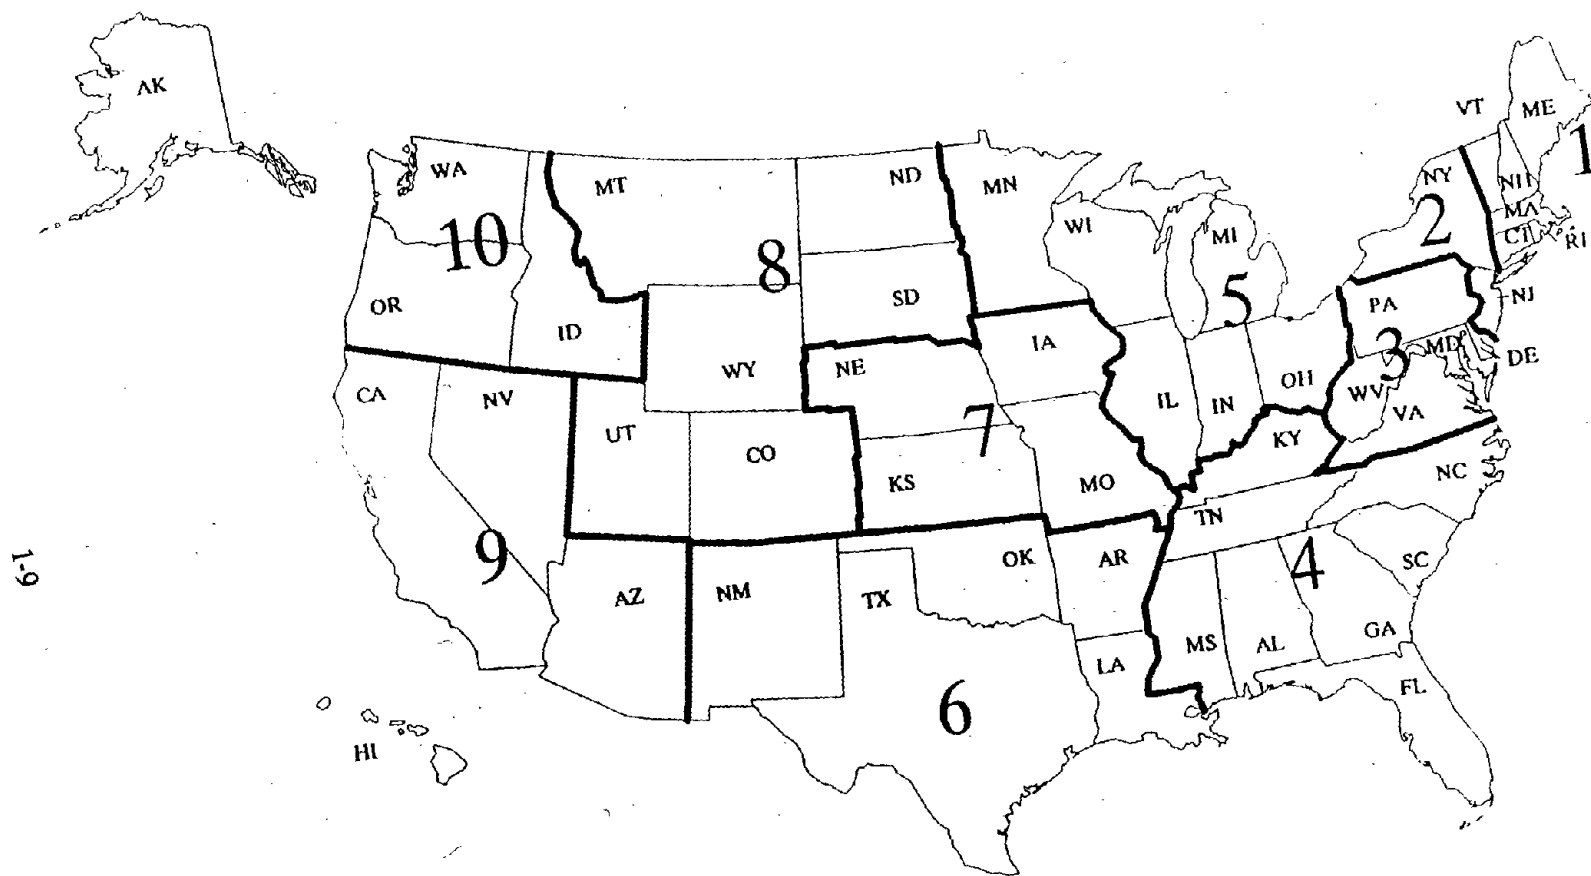 AK
VT
ME
WA
MT
ND
MN
NY
NH
1
MA
WI
MI
CT
RI
10
8
2
OR
ID
SD
5
PA
NJ
WY
NE
IA
MD
DE
3
CA
NV
IL
IN
OH
WV
VA
UT
CO
7
KY
KS
MO
NC
TN
9
AZ
NM
TX
OK
AR
4
SC
MS
AL
GA
LA
FL
6
HI
1-9